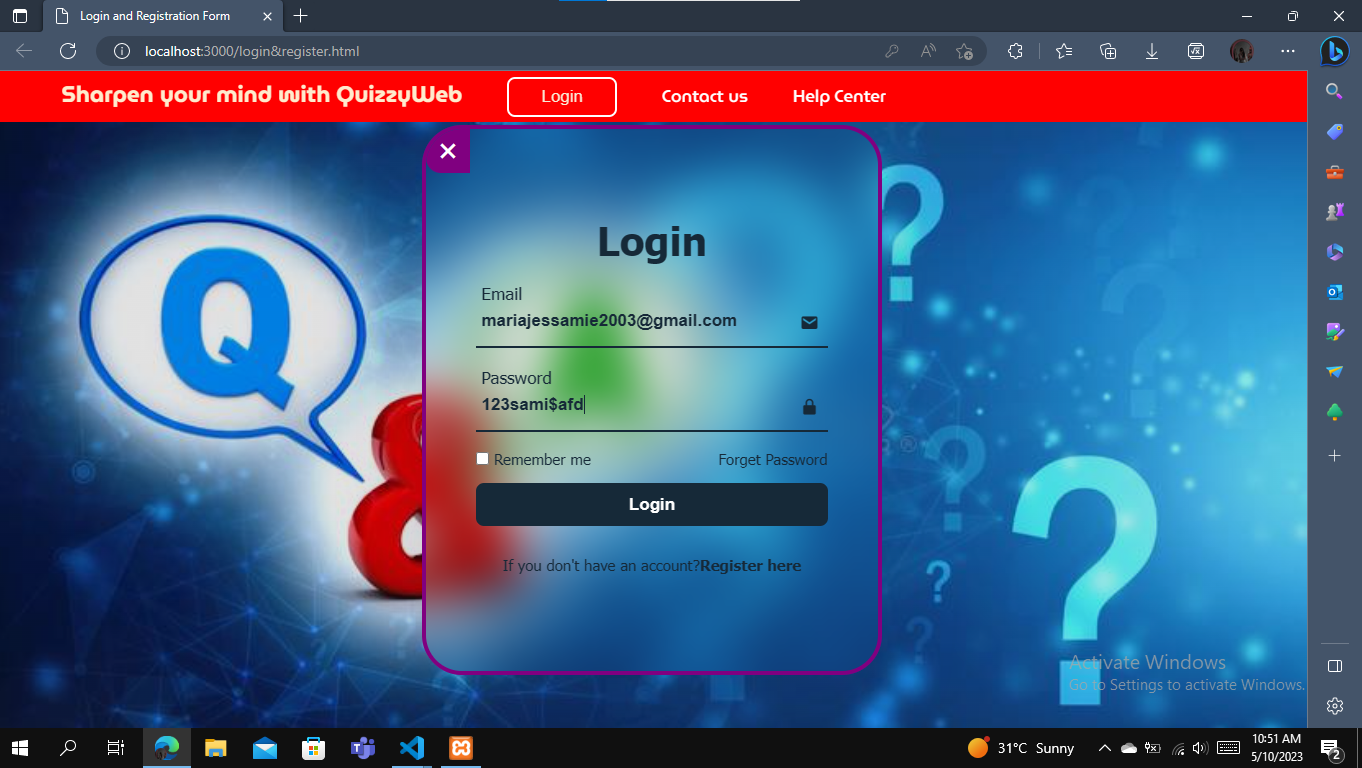 Login and Registration Form
localhost:3000/login&register.html
Sharpen your mind with QuizzyWeb
Login
Contact us
Help Center
Q
&
Login
Email
mariajessamie2003@gmail.com
Password
123sami$afd
Remember me
Forget Password
Login
If you don't have an account?Register here
Activate Windows
Go to Settings to activate Windows.
31°C Sunny
10:51 AM
5/10/2023
2